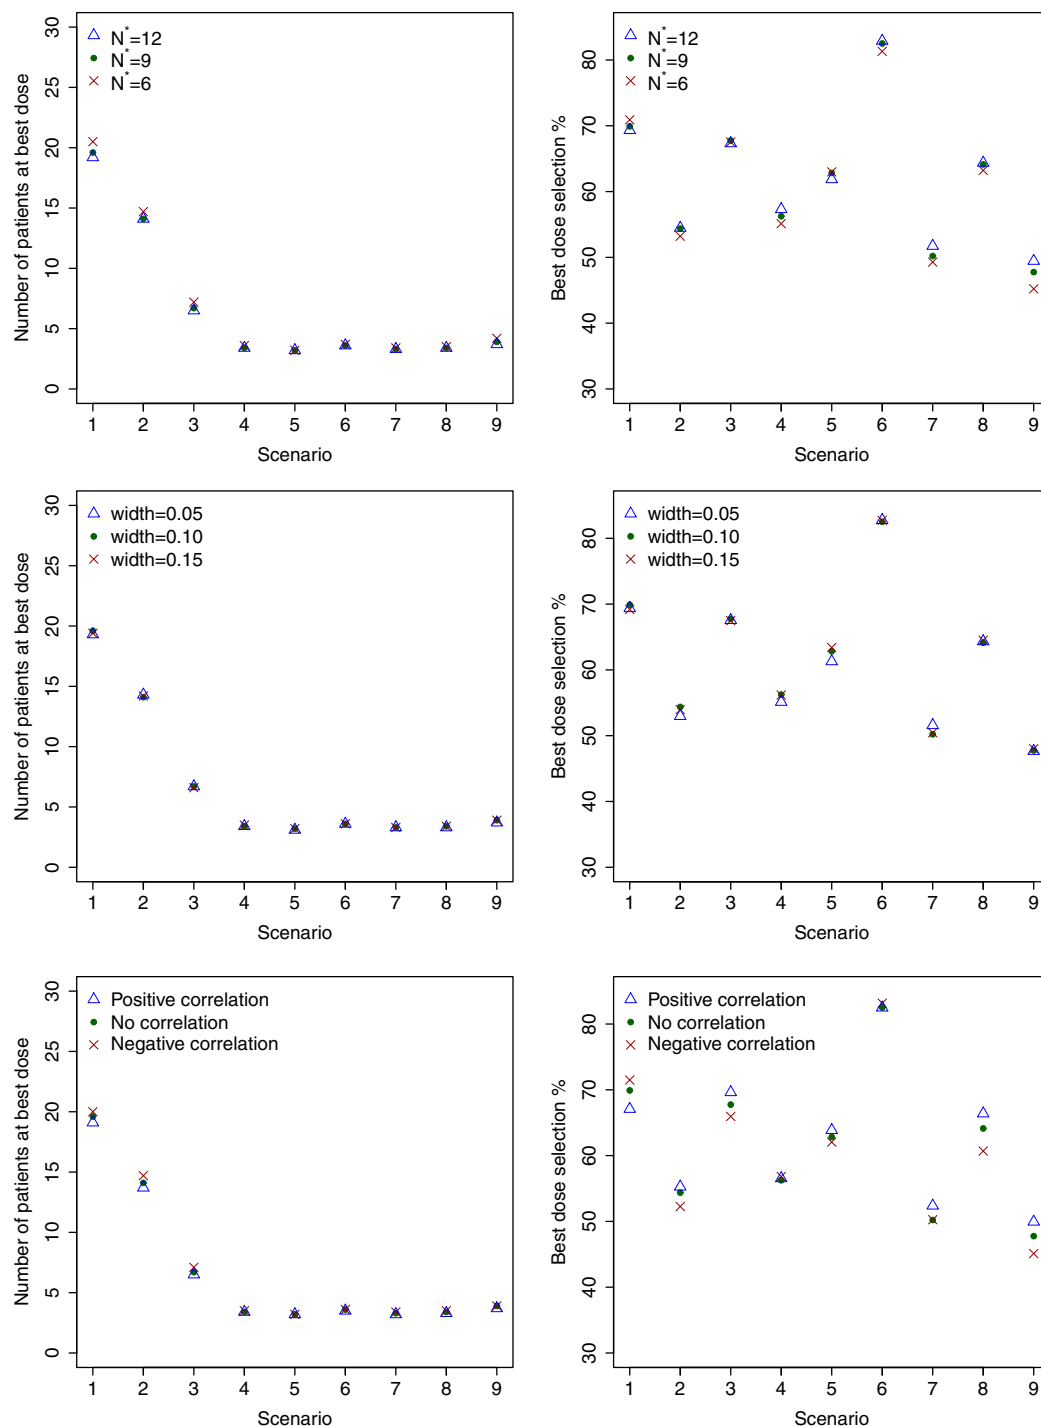 N*=12
N*=9
N*=6
Number of patients at best dose
30
25
20
15
10
5
0
1 2 3 4 5 6 7 8 9
Scenario
N*=12
N*=9
N*=6
Best dose selection %
80
70
60
50
40
30
1 2 3 4 5 6 7 8 9
Scenario
width=0.05
width=0.10
width=0.15
Number of patients at best dose
30
25
20
15
10
5
0
1 2 3 4 5 6 7 8 9
Scenario
width=0.05
width=0.10
width=0.15
Best dose selection %
80
70
60
50
40
30
1 2 3 4 5 6 7 8 9
Scenario
Positive correlation
No correlation
Negative correlation
Number of patients at best dose
30
25
20
15
10
5
0
1 2 3 4 5 6 7 8 9
Scenario
Positive correlation
No correlation
Negative correlation
Best dose selection %
80
70
60
50
40
30
1 2 3 4 5 6 7 8 9
Scenario